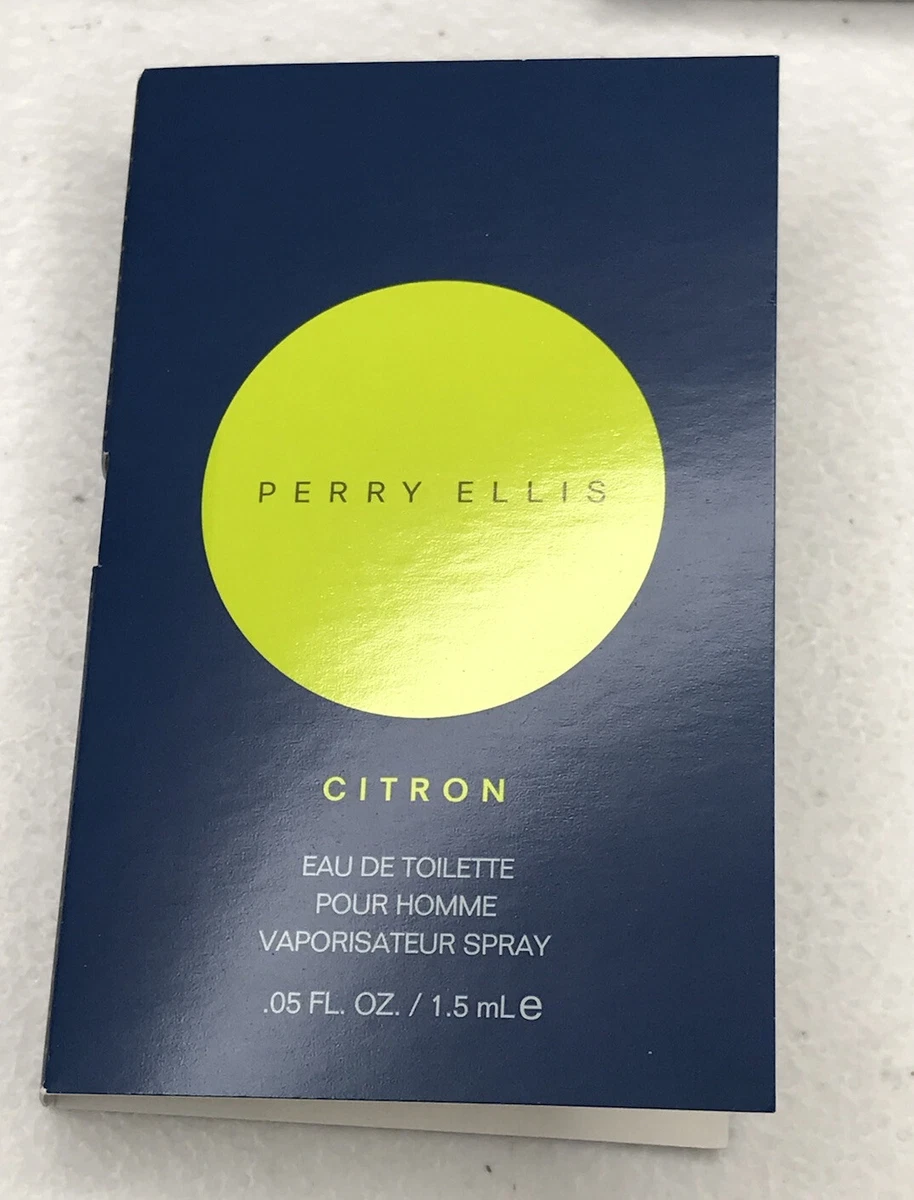 PERRY ELLIS
CITRON
EAU DE TOILETTE
POUR HOMME
VAPORISATEUR SPRAY
.05 FL. OZ. / 1.5 mL e